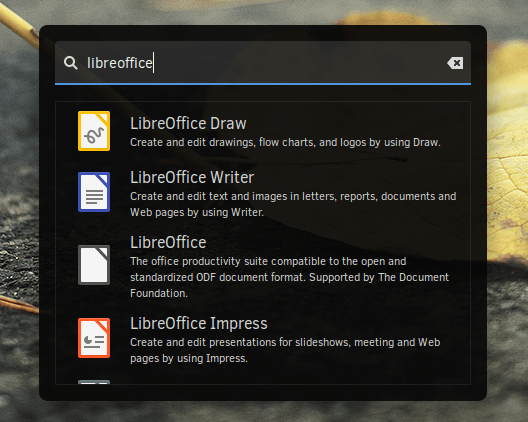 libreoffice
LibreOffice Draw
Create and edit drawings, flow charts, and logos by using Draw.
LibreOffice Writer
Create and edit text and images in letters, reports, documents and
Web pages by using Writer.
LibreOffice
The office productivity suite compatible to the open and
standardized ODF document format. Supported by The Document
Foundation.
LibreOffice Impress
Create and edit presentations for slideshows, meeting and Web
pages by using Impress.